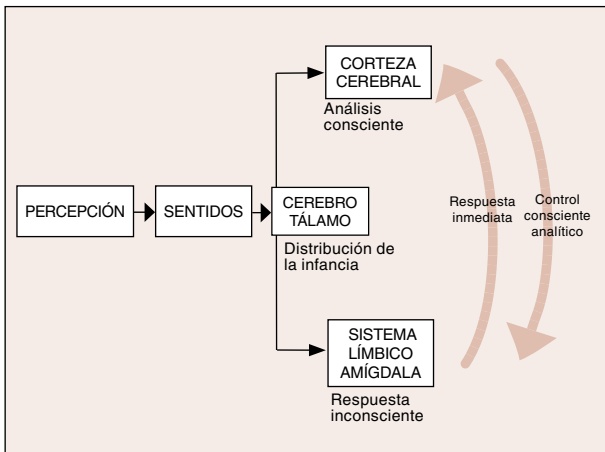 CORTEZA
CEREBRAL
Análisis
consciente
PERCEPCIÓN
SENTIDOS
CEREBRO
TÁLAMO
Distribución de
la infancia
SISTEMA
LÍMBICO
AMÍGDALA
Respuesta
inconsciente
Respuesta
inmediata
Control
consciente
analítico